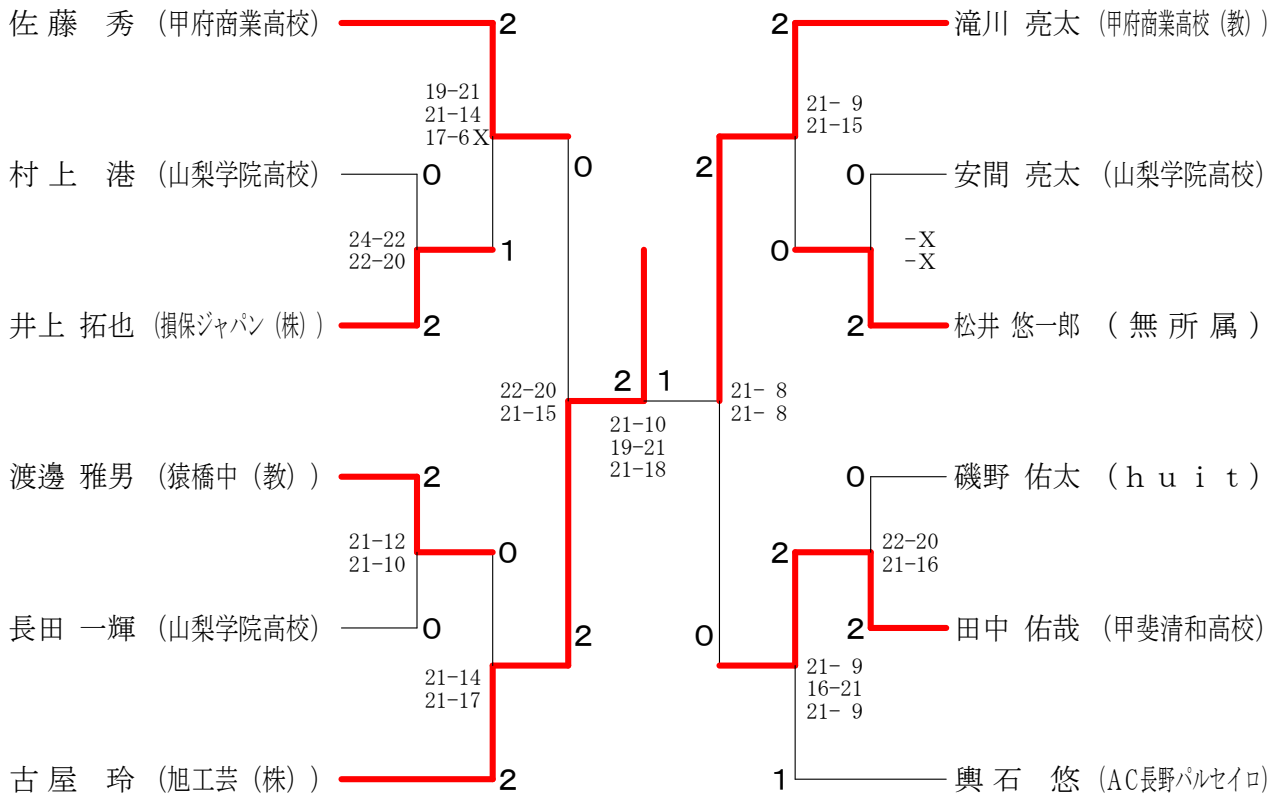 佐藤 秀 (甲府商業高校)
2
2
滝川 亮太 (甲府商業高校 (教) )
19-21
21-14
17-6X
21- 9
21-15
村上 港 (山梨学院高校)
0
0
2
0
安間 亮太 (山梨学院高校)
24-22
22-20
1
0
-X
-X
井上 拓也 (損保ジャパン (株) )
2
2
松井 悠一郎 (無所属)
22-20
21-15
2
1
21- 8
21- 8
21-10
19-21
21-18
渡邊 雅男 (猿橋中 (教) )
2
0
磯野 佑太 (huit)
21-12
21-10
0
2
22-20
21-16
長田 一輝 (山梨学院高校)
0
2
0
2
田中 佑哉 (甲斐清和高校)
21-14
21-17
21- 9
16-21
21- 9
古屋 玲 (旭工芸 (株) )
2
1
輿石 悠 (AC長野パルセイロ)